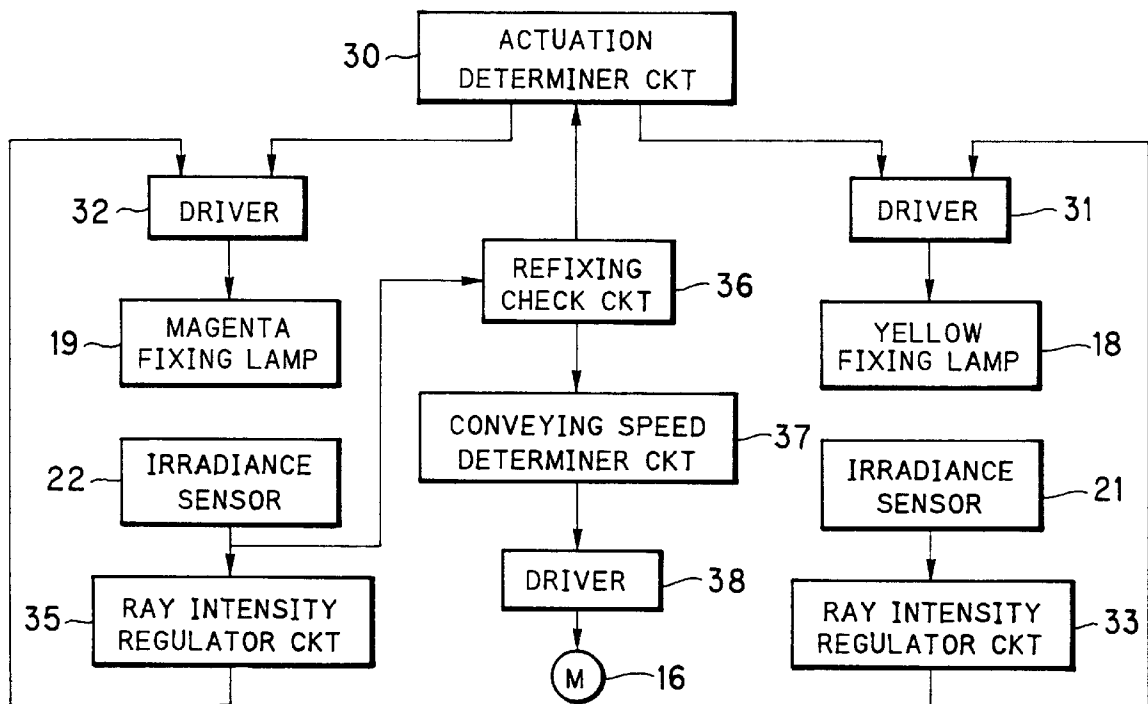 30
ACTUATION
DETERMINER CKT
32
DRIVER
DRIVER
31
REFIXING
CHECK CKT
36
19
MAGENTA
FIXING LAMP
YELLOW
FIXING LAMP
18
CONVEYING SPEED
DETERMINER CKT
37
22
IRRADIANCE
SENSOR
IRRADIANCE
SENSOR
21
DRIVER
38
35
RAY INTENSITY
REGULATOR CKT
RAY INTENSITY
REGULATOR CKT
33
M
16